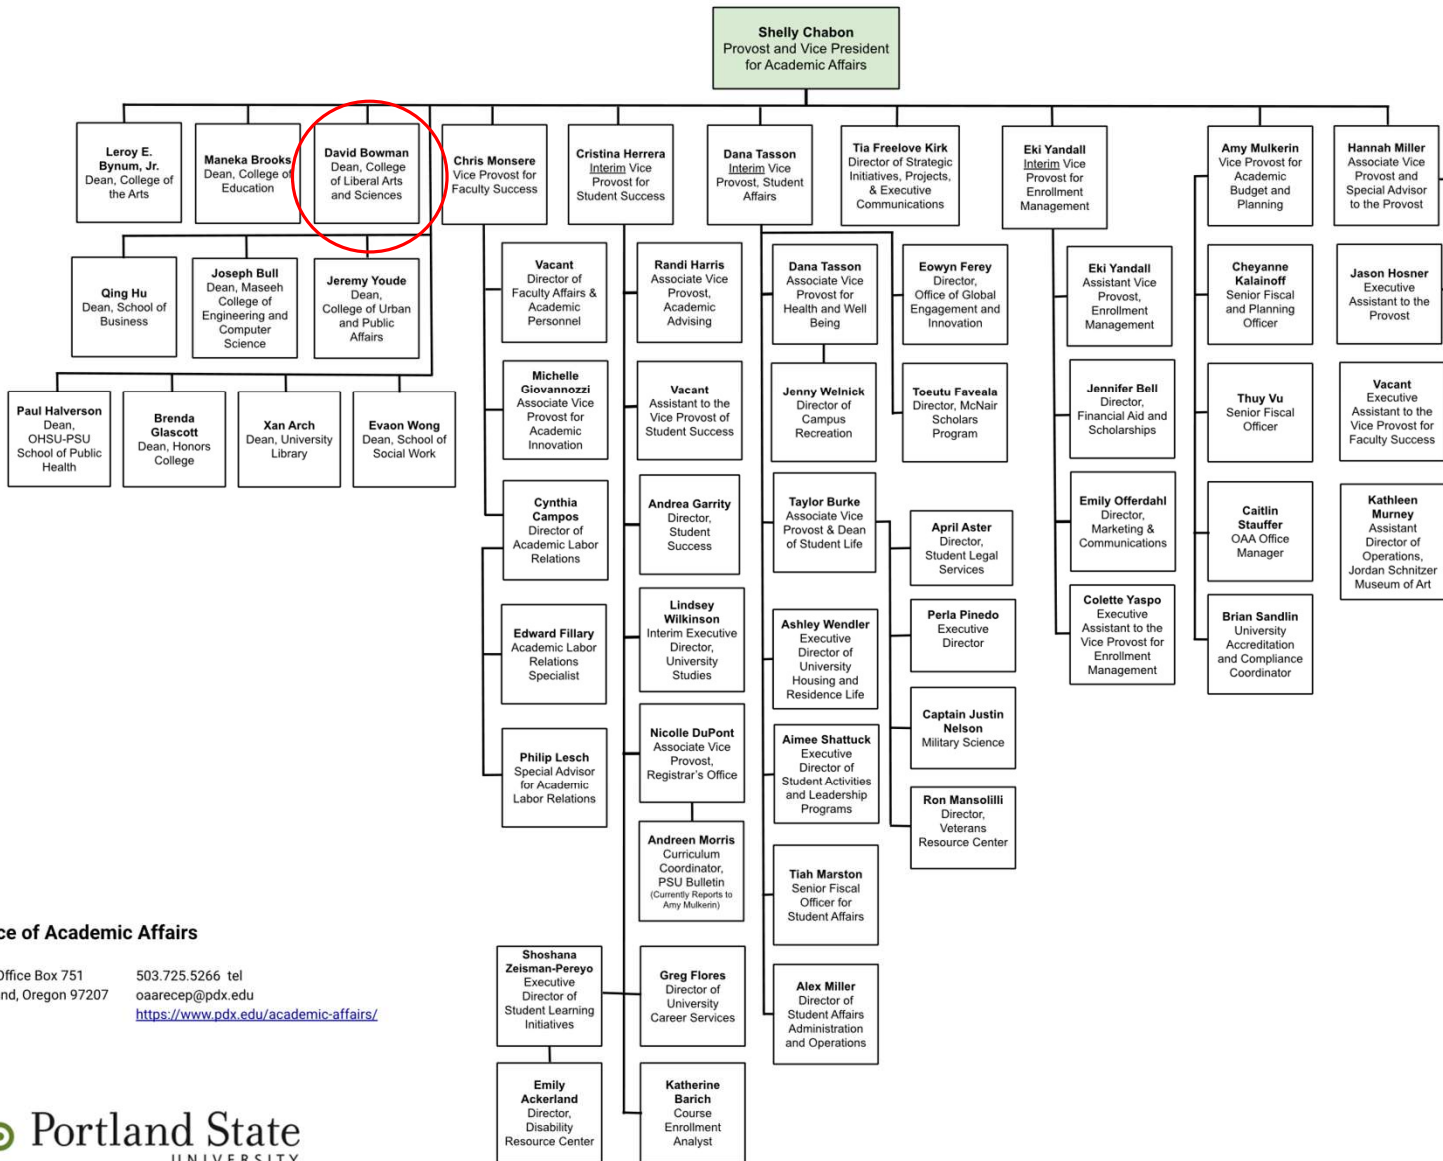 Shelly Chabon
Provost and Vice President
for Academic Affairs
Leroy E.
Bynum, Jr.
Dean, College of
the Arts
Maneka Brooks
Dean, College of
Education
David Bowman
Dean, College
of Liberal Arts
and Sciences
Chris Monsere
Vice Provost for
Faculty Success
Cristina Herrera
Interim Vice
Provost for
Student Success
Dana Tasson
Interim Vice
Provost, Student
Affairs
Tia Freelove Kirk
Director of Strategic
Initiatives, Projects,
& Executive
Communications
Eki Yandall
Interim Vice
Provost for
Enrollment
Management
Amy Mulkerin
Vice Provost for
Academic
Budget and
Planning
Hannah Miller
Associate Vice
Provost and
Special Advisor
to the Provost
Qing Hu
Dean, School of
Business
Joseph Bull
Dean, Maseeh
College of
Engineering and
Computer
Science
Jeremy Youde
Dean,
College of Urban
and Public
Affairs
Vacant
Director of
Faculty Affairs &
Academic
Personnel
Randi Harris
Associate Vice
Provost,
Academic
Advising
Dana Tasson
Associate Vice
Provost for
Health and Well
Being
Eowyn Ferey
Director,
Office of Global
Engagement and
Innovation
Eki Yandall
Assistant Vice
Provost,
Enrollment
Management
Cheyanne
Kalainoff
Senior Fiscal
and Planning
Officer
Jason Hosner
Executive
Assistant to the
Provost
Paul Halverson
Dean,
OHSU-PSU
School of Public
Health
Brenda
Glascott
Dean, Honors
College
Xan Arch
Dean, University
Library
Evaon Wong
Dean, School of
Social Work
Michelle
Giovannozzi
Associate Vice
Provost for
Academic
Innovation
Vacant
Assistant to the
Vice Provost of
Student Success
Jenny Welnick
Director of
Campus
Recreation
Toeutu Faveala
Director, McNair
Scholars
Program
Jennifer Bell
Director,
Financial Aid and
Scholarships
Thuy Vu
Senior Fiscal
Officer
Vacant
Executive
Assistant to the
Vice Provost for
Faculty Success
Cynthia
Campos
Director of
Academic Labor
Relations
Andrea Garrity
Director,
Student
Success
Taylor Burke
Associate Vice
Provost & Dean
of Student Life
April Aster
Director,
Student Legal
Services
Emily Offerdahl
Director,
Marketing &
Communications
Caitlin
Stauffer
OAA Office
Manager
Kathleen
Murney
Assistant
Director of
Operations,
Jordan Schnitzer
Museum of Art
Edward Fillary
Academic Labor
Relations
Specialist
Lindsey
Wilkinson
Interim Executive
Director,
University
Studies
Ashley Wendler
Executive
Director of
University
Housing and
Residence Life
Perla Pinedo
Executive
Director
Colette Yaspo
Executive
Assistant to the
Vice Provost for
Enrollment
Management
Brian Sandlin
University
Accreditation
and Compliance
Coordinator
Philip Lesch
Special Advisor
for Academic
Labor Relations
Nicolle DuPont
Associate Vice
Provost,
Registrar's Office
Aimee Shattuck
Executive
Director of
Student Activities
and Leadership
Programs
Captain Justin
Nelson
Military Science
Ron Mansolilli
Director,
Veterans
Resource Center
Andreen Morris
Curriculum
Coordinator,
PSU Bulletin
(Currently Reports to
Amy Mulkerin)
Tiah Marston
Senior Fiscal
Officer for
Student Affairs
Shoshana
Zeisman-Pereyo
Executive
Director of
Student Learning
Initiatives
Greg Flores
Director of
University
Career Services
Alex Miller
Director of
Student Affairs
Administration
and Operations
Emily
Ackerland
Director,
Disability
Resource Center
Katherine
Barich
Course
Enrollment
Analyst
ce of Academic Affairs
Office Box 751 503.725.5266 tel
nd, Oregon 97207 oaarecep@pdx.edu
https://www.pdx.edu/academic-affairs/
Portland State
UNIVERSITY